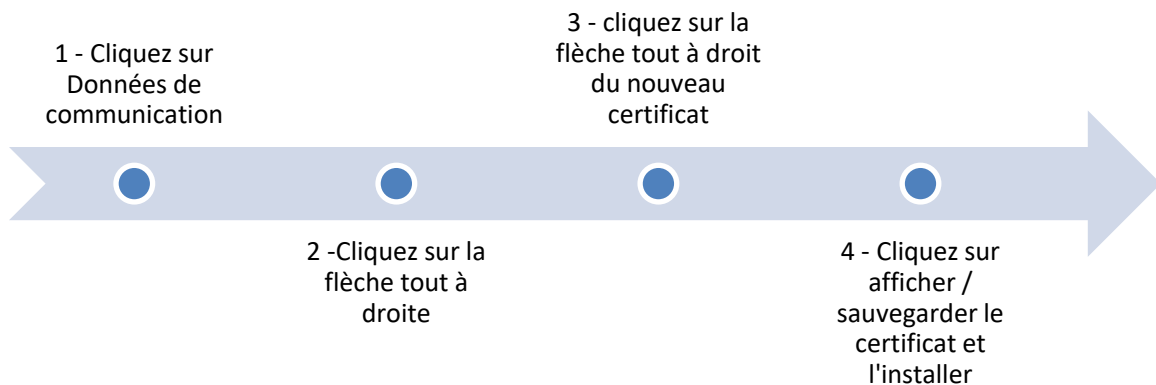 1 - Cliquez sur
Données de
communication
2 -Cliquez sur la
flèche tout à
droite
3 - cliquez sur la
flèche tout à droit
du nouveau
certificat
4 - Cliquez sur
afficher /
sauvegarder le
certificat et
l'installer